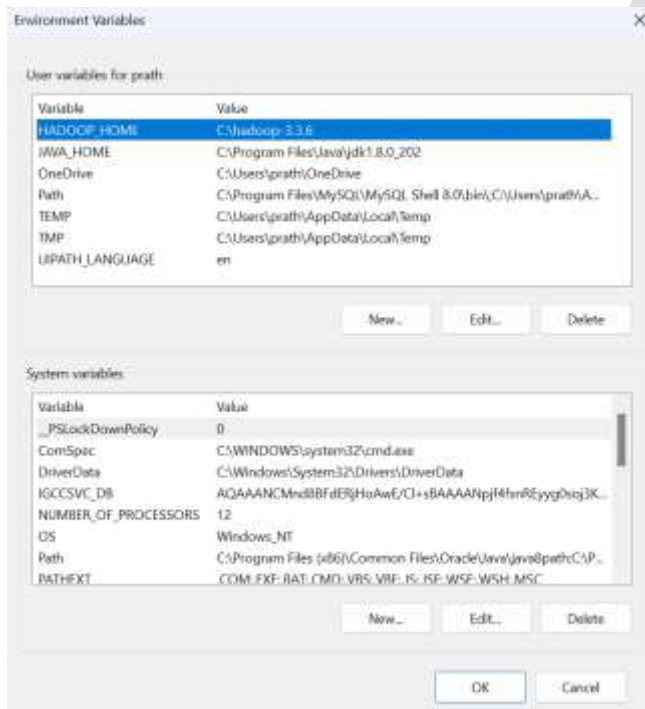 Environment Variables
User variables for prath
Variable Value
HADOOP_HOME C:\hadoop-3.3.6
JAVA_HOME C:\Program Files\Java\jdk1.8.0_202
OneDrive C:\Users\prath\OneDrive
Path C:\Program Files\MySQL\MySQL Shell 8.0\bin\;C:\Users\prath\A...
TEMP C:\Users\prath\AppData\Local\Temp
TMP C:\Users\prath\AppData\Local\Temp
UIPATH_LANGUAGE en
New... Edit... Delete
System variables
Variable Value
__PSLockDownPolicy 0
ComSpec C:\WINDOWS\system32\cmd.exe
DriverData C:\Windows\System32\Drivers\DriverData
IGCCSVC_DB
NUMBER_OF_PROCESSORS 12
OS Windows_NT
Path C:\Program Files (x86)\Common Files\Oracle\Java\java8path;C:\P...
PATHEXT .COM;.EXE;.BAT;.CMD;.VBS;.VBE;.JS;.JSE;.WSF;.WSH;.MSC
New... Edit... Delete
OK Cancel